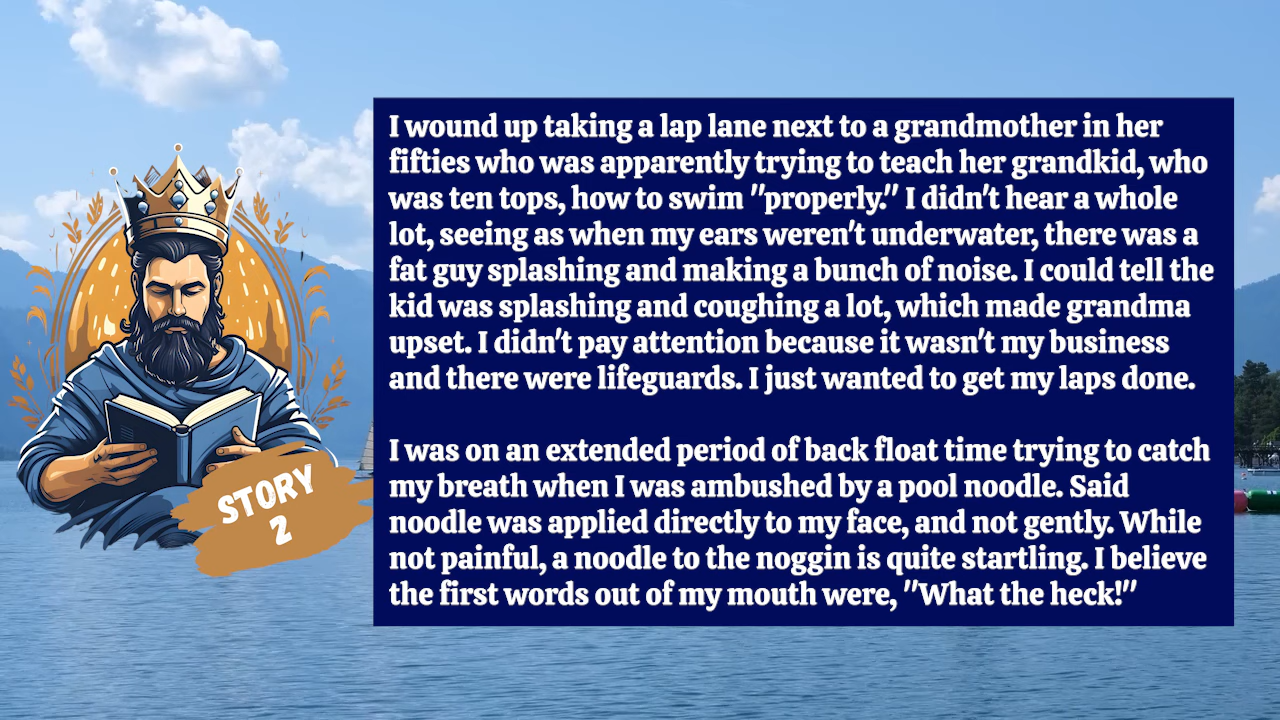 I wound up taking a lap lane next to a grandmother in her
fifties who was apparently trying to teach her grandkid, who
was ten tops, how to swim "properly." I didn't hear a whole
lot, seeing as when my ears weren't underwater, there was a
fat guy splashing and making a bunch of noise. I could tell the
kid was splashing and coughing a lot, which made grandma
upset. I didn't pay attention because it wasn't my business
and there were lifeguards. I just wanted to get my laps done.
I was on an extended period of back float time trying to catch
my breath when I was ambushed by a pool noodle. Said
noodle was applied directly to my face, and not gently. While
not painful, a noodle to the noggin is quite startling. I believe
the first words out of my mouth were, "What the heck!"
STORY
2